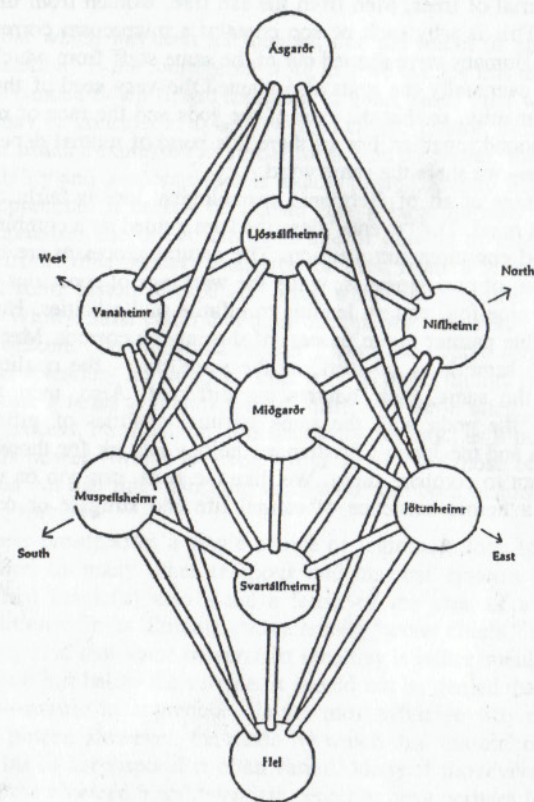 Ásgarðr
Ljóssálfheimr
West
North
Vanaheimr
Niflheimr
Miðgarðr
Muspellsheimr
Jötunheimr
South
East
Svartálfheimr
Hel